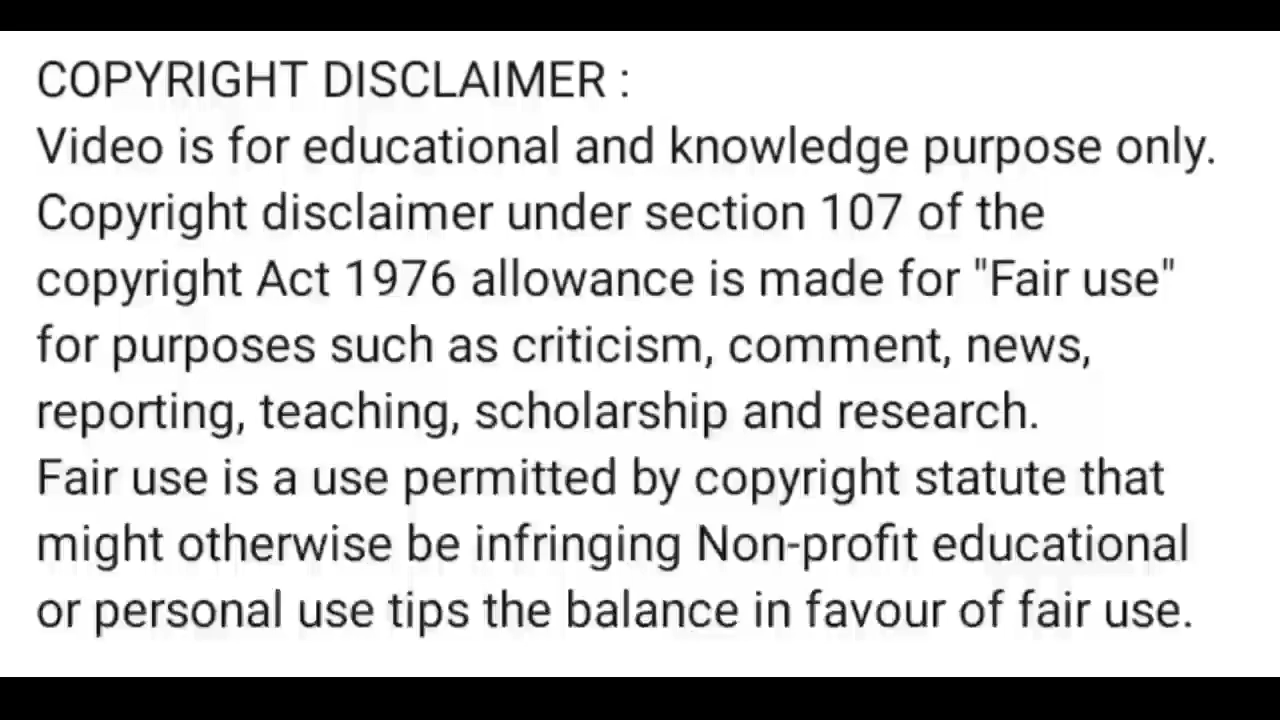 COPYRIGHT DISCLAIMER :
Video is for educational and knowledge purpose only.
Copyright disclaimer under section 107 of the
copyright Act 1976 allowance is made for "Fair use"
for purposes such as criticism, comment, news,
reporting, teaching, scholarship and research.
Fair use is a use permitted by copyright statute that
might otherwise be infringing Non-profit educational
or personal use tips the balance in favour of fair use.